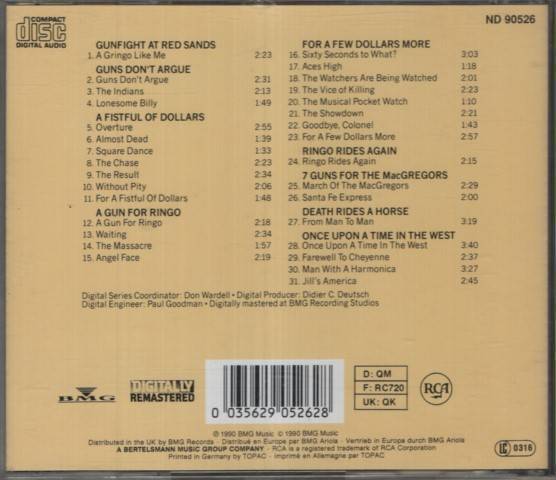 COMPACT
disc
DIGITAL AUDIO
ND 90526
GUNFIGHT AT RED SANDS
1. A Gringo Like Me 2:23
GUNS DON'T ARGUE
2. Guns Don't Argue 2:31
3. The Indians 2:13
4. Lonesome Billy 1:49
A FISTFUL OF DOLLARS
5. Overture 2:55
6. Almost Dead 1:39
7. Square Dance 1:33
8. The Chase 2:23
9. The Result 2:34
10. Without Pity 2:06
11. For A Fistful Of Dollars 1:48
A GUN FOR RINGO
12. A Gun For Ringo 2:18
13. Waiting 2:34
14. The Massacre 1:57
15. Angel Face 2:19
FOR A FEW DOLLARS MORE
16. Sixty Seconds to What? 3:03
17. Aces High 1:18
18. The Watchers Are Being Watched 2:01
19. The Vice of Killing 2:23
20. The Musical Pocket Watch 1:10
21. The Showdown 2:21
22. Goodbye, Colonel 1:43
23. For A Few Dollars More 2:57
RINGO RIDES AGAIN
24. Ringo Rides Again 2:15
7 GUNS FOR THE MacGREGORS
25. March Of The MacGregors 2:29
26. Santa Fe Express 2:00
DEATH RIDES A HORSE
27. From Man To Man 3:19
ONCE UPON A TIME IN THE WEST
28. Once Upon A Time In The West 3:40
29. Farewell To Cheyenne 2:37
30. Man With A Harmonica 3:27
31. Jill's America 2:45
Digital Series Coordinator: Don Wardell • Digital Producer: Didier C. Deutsch
Digital Engineer: Paul Goodman • Digitally mastered at BMG Recording Studios
BMG
DIGITALLY
REMASTERED
0 035629 052628
D: QM
F: RC720
UK: QK
RCA
℗ 1990 BMG Music © 1990 BMG Music
Distributed in the UK by BMG Records · Distribué en Europe par BMG Ariola · Vertrieb in Europa durch BMG Ariola
A BERTELSMANN MUSIC GROUP COMPANY · RCA is a registered trademark of RCA Corporation
Printed in Germany by TOPAC · imprimé en Allemagne par TOPAC
LC 0316